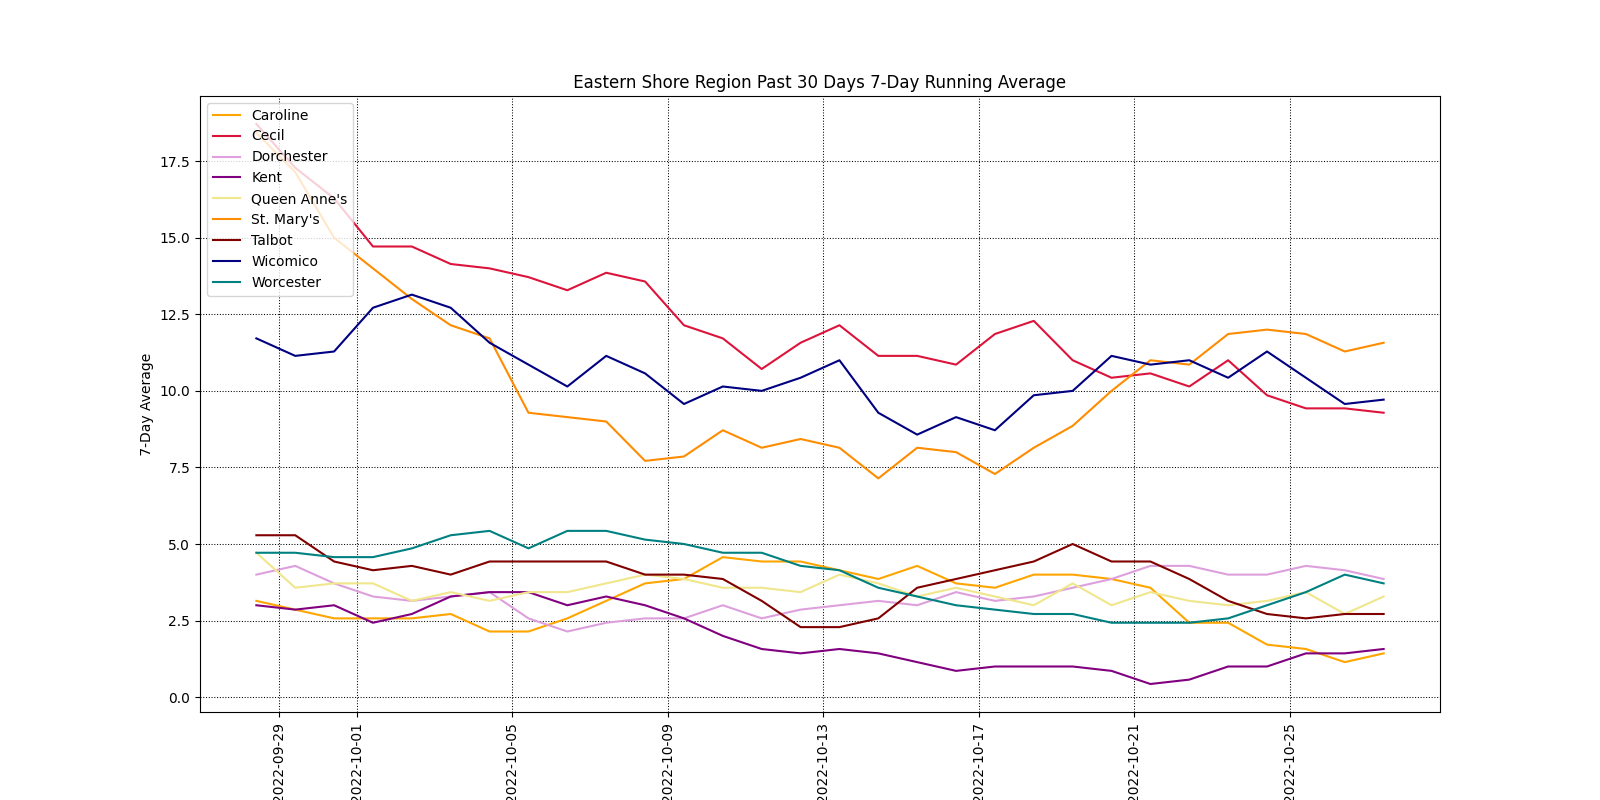 Eastern Shore Region Past 30 Days 7-Day Running Average
Caroline
Cecil
Dorchester
Kent
Queen Anne's
St. Mary's
Talbot
Wicomico
Worcester
7-Day Average
17.5
15.0
12.5
10.0
7.5
5.0
2.5
0.0
2022-09-29
2022-10-01
2022-10-05
2022-10-09
2022-10-13
2022-10-17
2022-10-21
2022-10-25